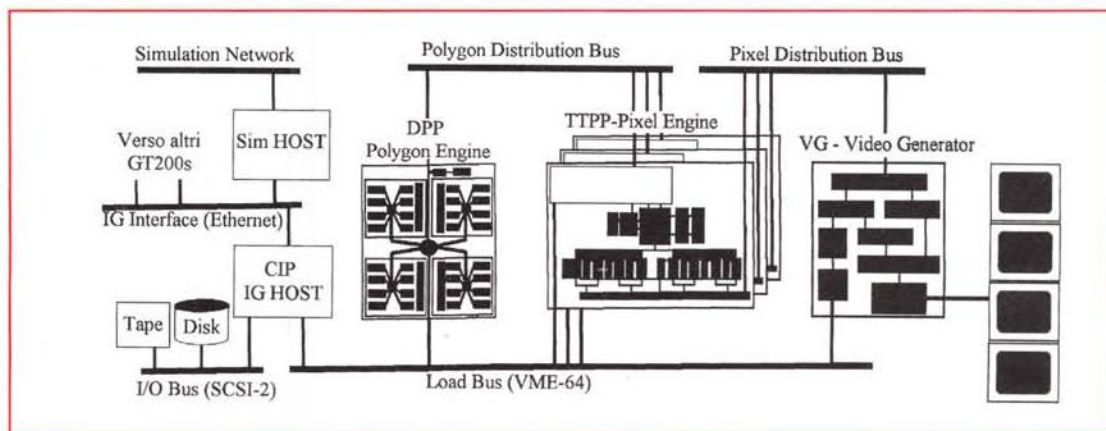 Simulation Network
Polygon Distribution Bus
Pixel Distribution Bus
Verso altri
GT200s
Sim HOST
DPP
Polygon Engine
TTPP-Pixel Engine
VG - Video Generator
IG Interface (Ethernet)
CIP
IG HOST
Tape
Disk
I/O Bus (SCSI-2)
Load Bus (VME-64)